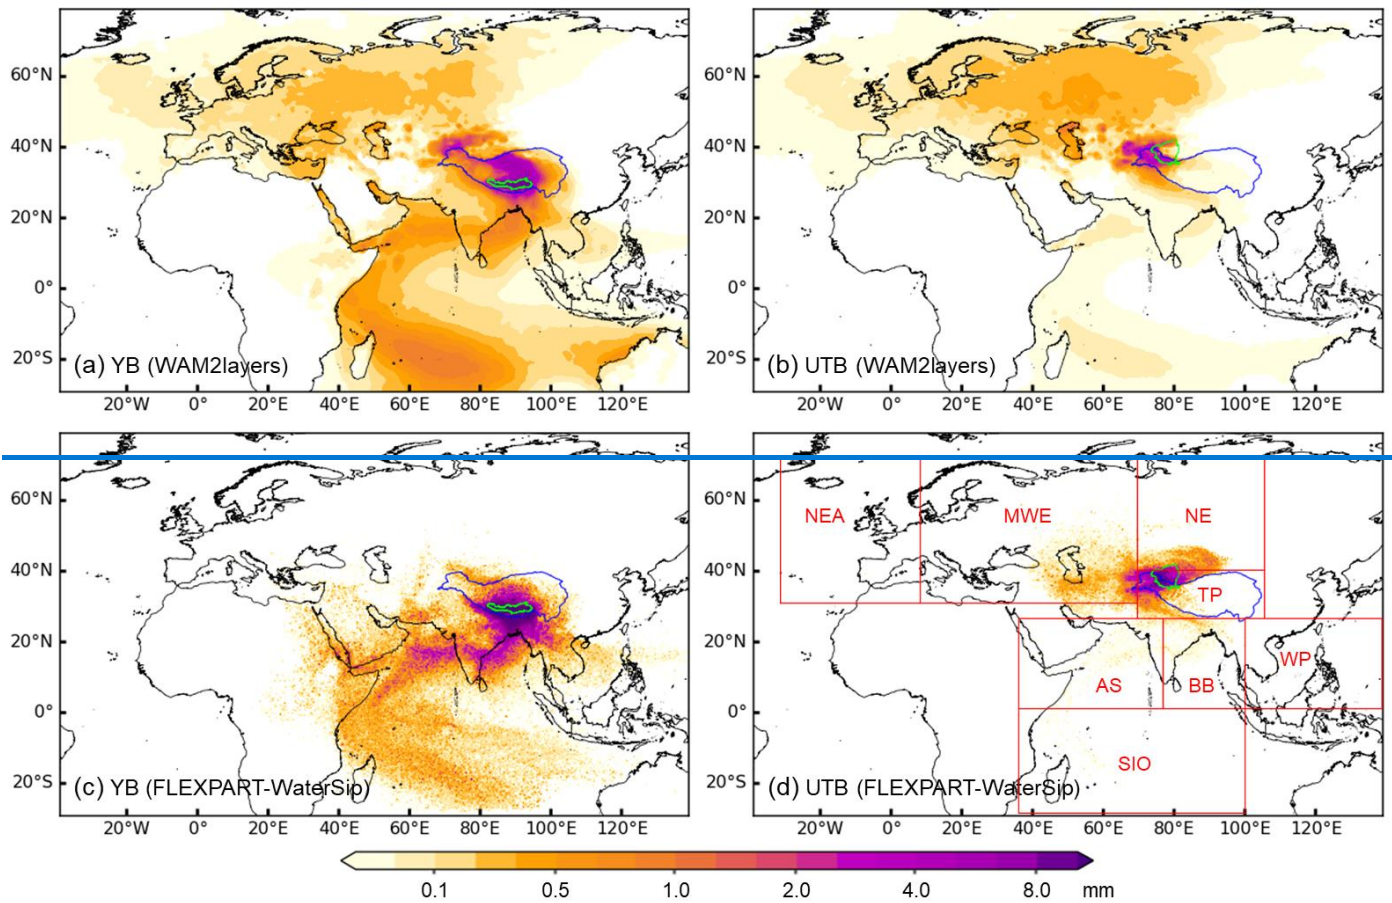 60°N
40°N
20°N
0°
20°S
(a) YB (WAM2layers)
20°W 0° 20°E 40°E 60°E 80°E 100°E 120°E
60°N
40°N
20°N
0°
20°S
(b) UTB (WAM2layers)
20°W 0° 20°E 40°E 60°E 80°E 100°E 120°E
60°N
40°N
20°N
0°
20°S
(c) YB (FLEXPART-WaterSip)
20°W 0° 20°E 40°E 60°E 80°E 100°E 120°E
60°N
40°N
20°N
0°
20°S
NEA MWE NE
TP
WP
AS BB
SIO
(d) UTB (FLEXPART-WaterSip)
20°W 0° 20°E 40°E 60°E 80°E 100°E 120°E
0.1 0.5 1.0 2.0 4.0 8.0 mm